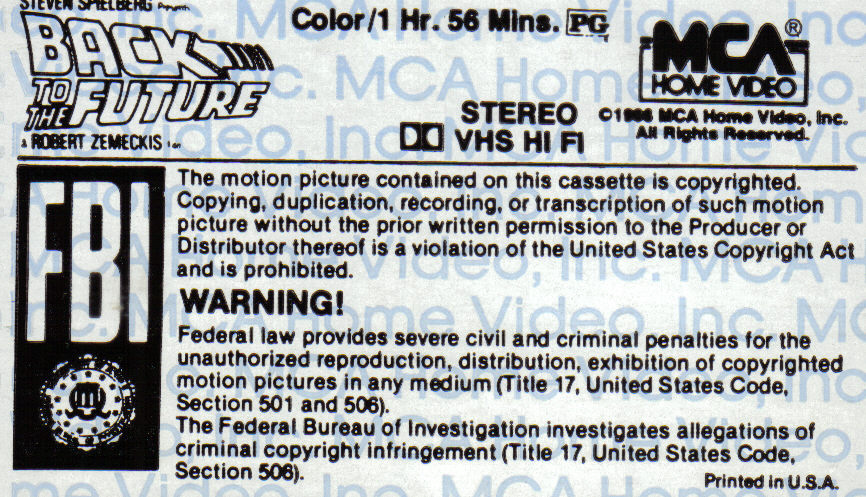 STEVEN SPIELBERG Presents
Color/1 Hr. 56 Mins. PG
BACK TO THE FUTURE
a ROBERT ZEMECKIS Film
MCA®
HOME VIDEO
STEREO
VHS HI FI
©1986 MCA Home Video, Inc.
All Rights Reserved.
FBI
The motion picture contained on this cassette is copyrighted.
Copying, duplication, recording, or transcription of such motion
picture without the prior written permission to the Producer or
Distributor thereof is a violation of the United States Copyright Act
and is prohibited.
WARNING!
Federal law provides severe civil and criminal penalties for the
unauthorized reproduction, distribution, exhibition of copyrighted
motion pictures in any medium (Title 17, United States Code,
Section 501 and 506).
The Federal Bureau of Investigation investigates allegations of
criminal copyright infringement (Title 17, United States Code,
Section 506).
Printed in U.S.A.